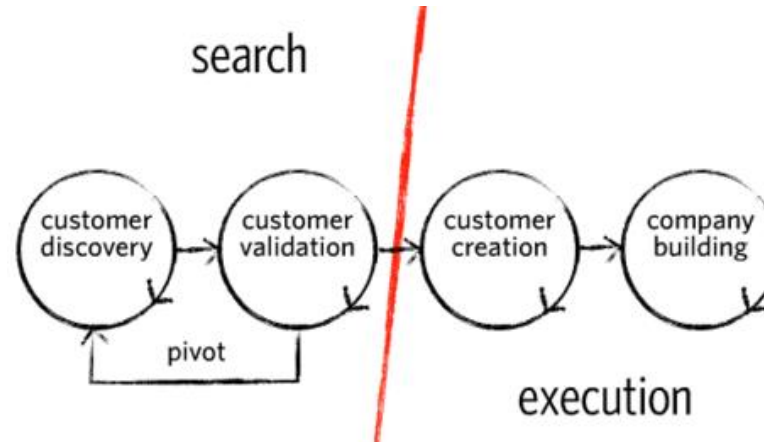 search
customer
discovery
customer
validation
customer
creation
company
building
pivot
execution